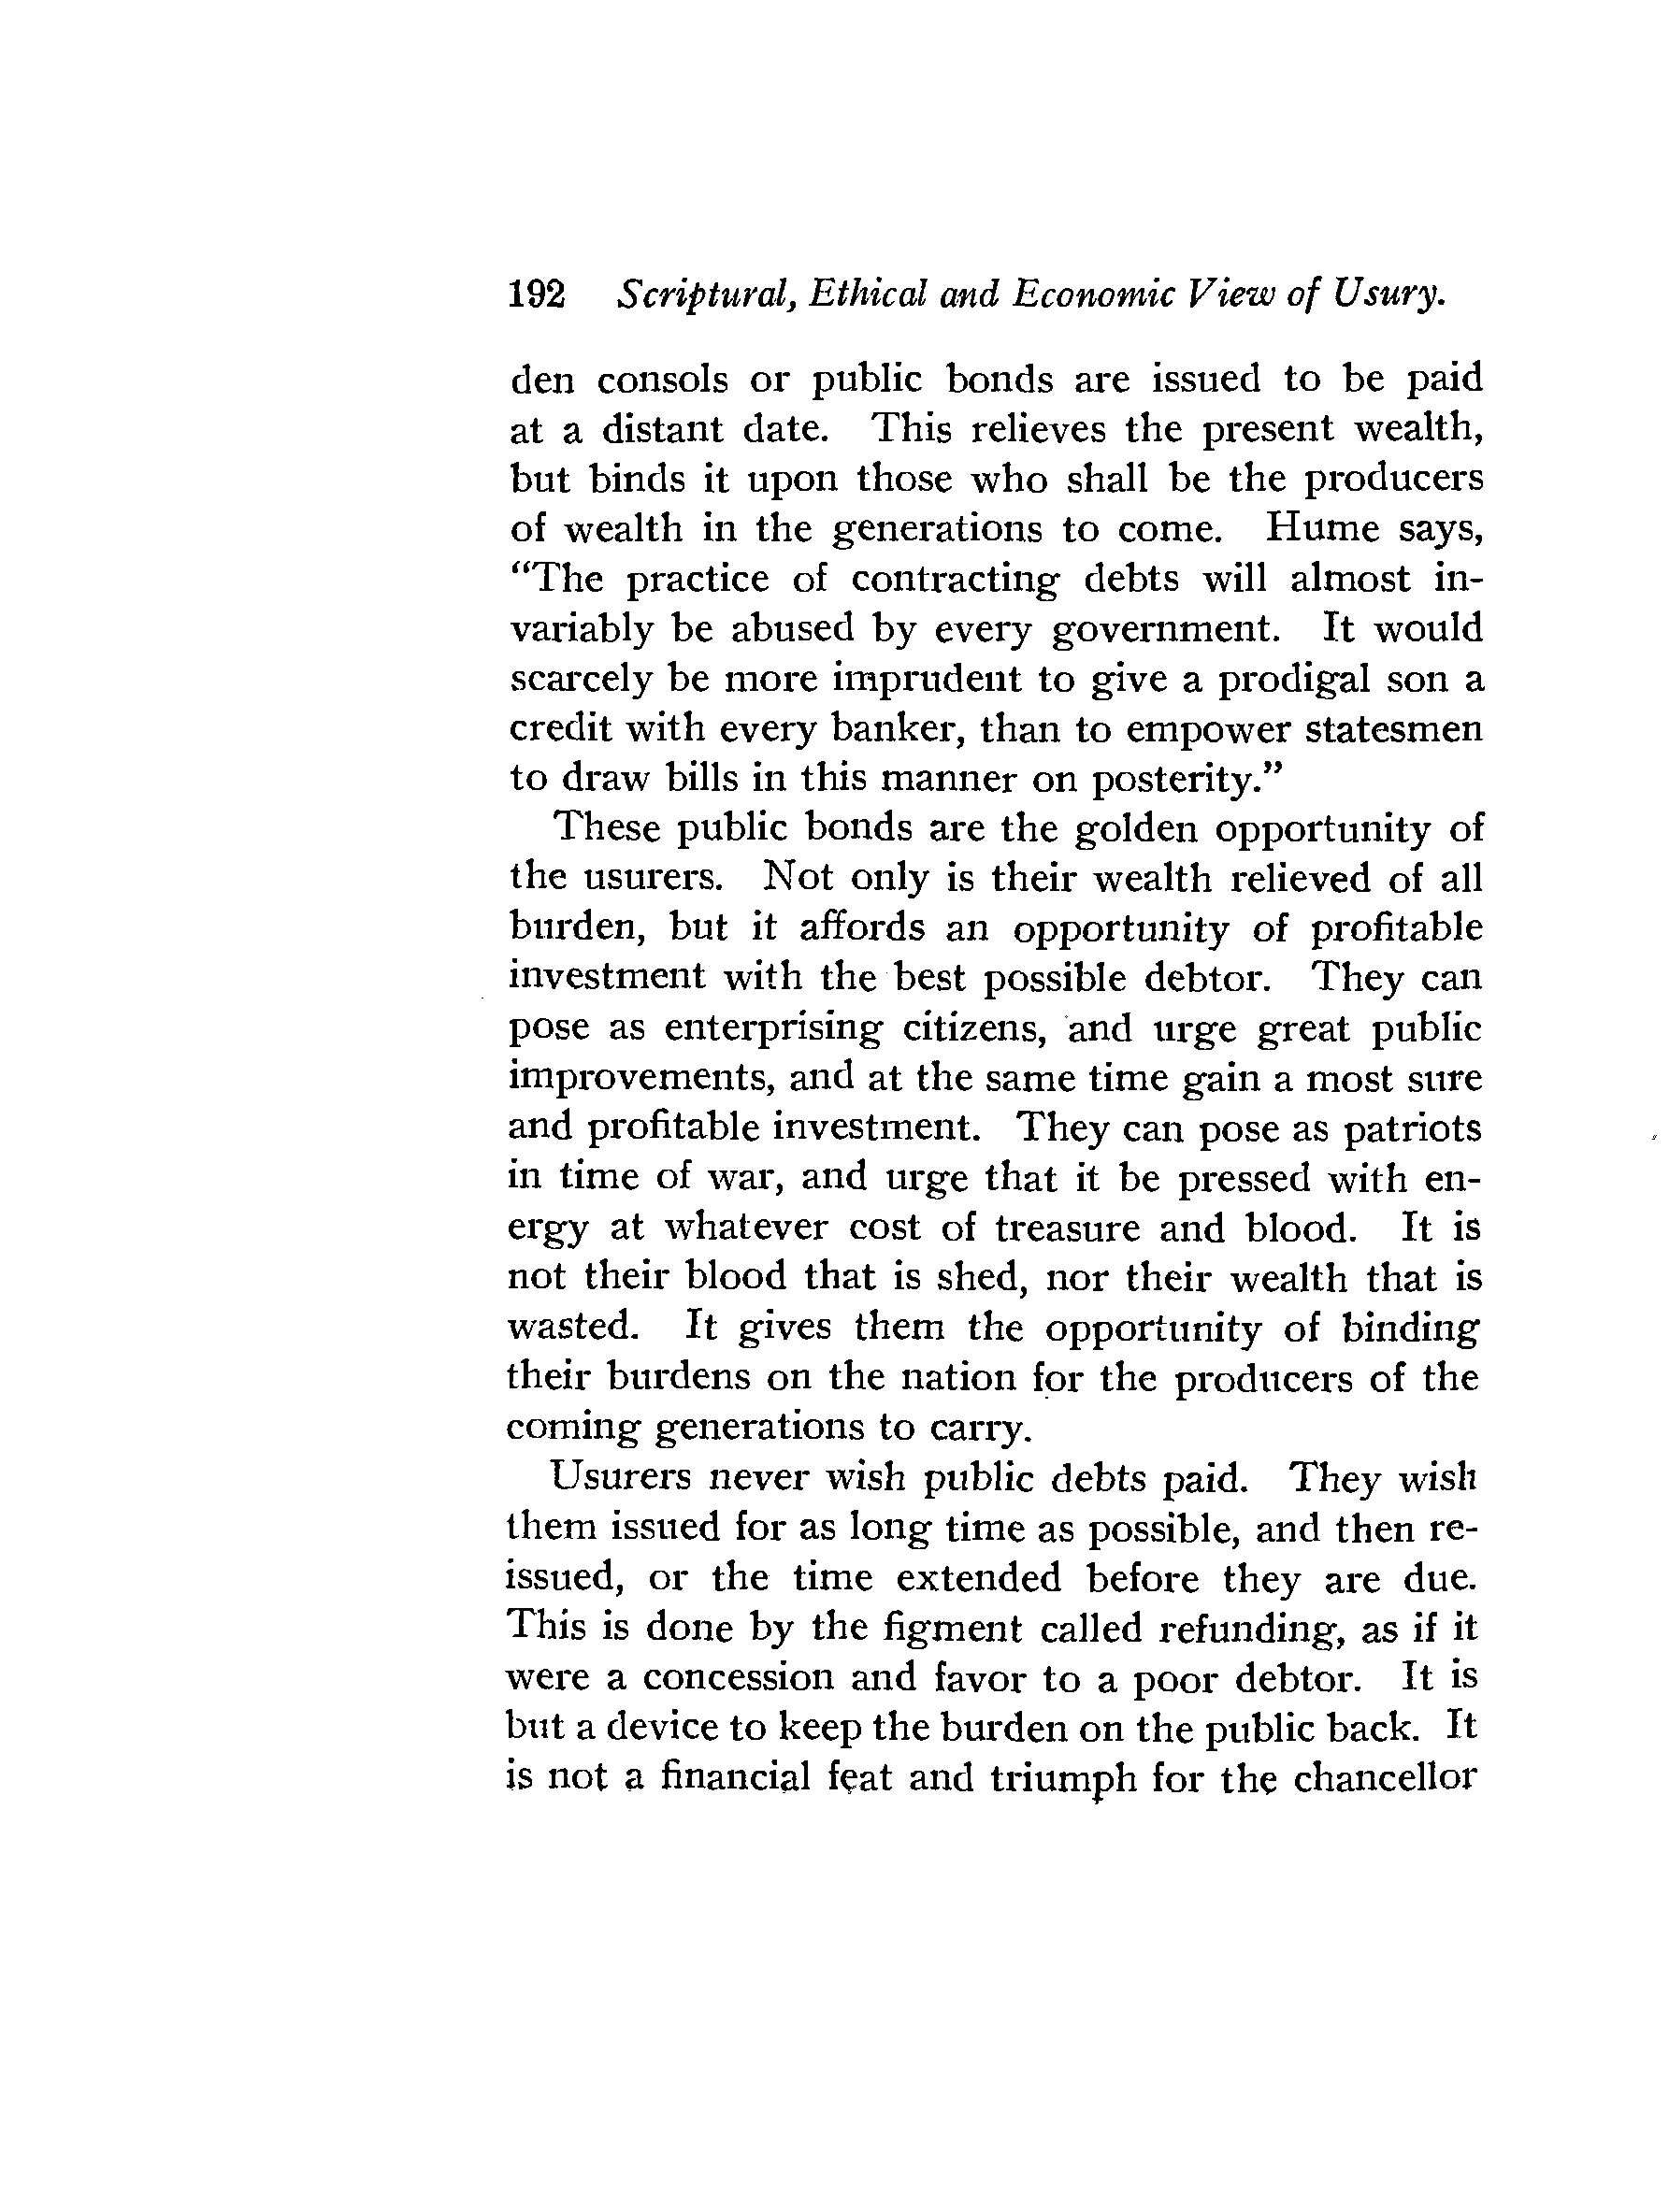 192 Scriptural, Ethical and Economic View of Usury.
den consols or public bonds are issued to be paid
at a distant date. This relieves the present wealth,
but binds it upon those who shall be the producers
of wealth in the generations to come. Hume says,
“The practice of contracting debts will almost in-
variably be abused by every government. It would
scarcely be more imprudent to give a prodigal son a
credit with every banker, than to empower statesmen
to draw bills in this manner on posterity.”
These public bonds are the golden opportunity of
the usurers. Not only is their wealth relieved of all
burden, but it affords an opportunity of profitable
investment with the best possible debtor. They can
pose as enterprising citizens, and urge great public
improvements, and at the same time gain a most sure
and profitable investment. They can pose as patriots
in time of war, and urge that it be pressed with en-
ergy at whatever cost of treasure and blood. It is
not their blood that is shed, nor their wealth that is
wasted. It gives them the opportunity of binding
their burdens on the nation for the producers of the
coming generations to carry.
Usurers never wish public debts paid. They wish
them issued for as long time as possible, and then re-
issued, or the time extended before they are due.
This is done by the figment called refunding, as if it
were a concession and favor to a poor debtor. It is
but a device to keep the burden on the public back. It
is not a financial feat and triumph for the chancellor